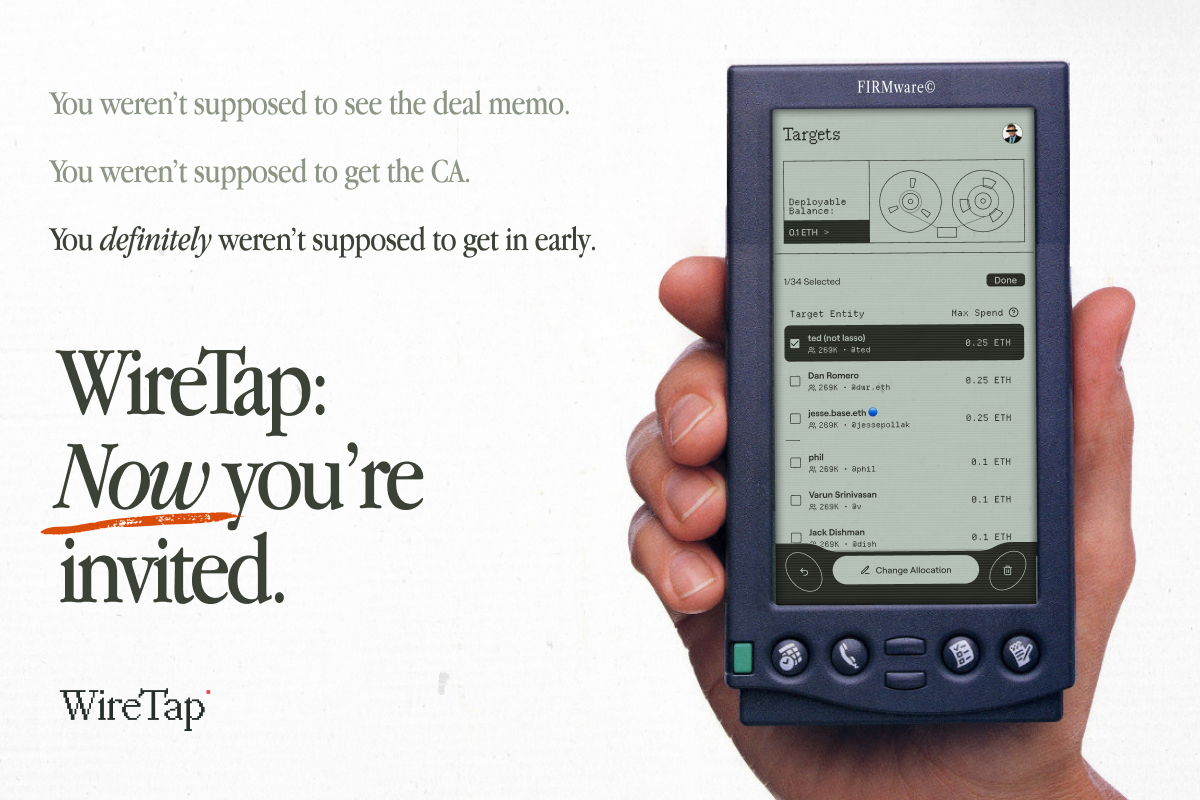 You weren't supposed to see the deal memo.
You weren't supposed to get the CA.
You definitely weren't supposed to get in early.
WireTap:
Now you're
invited.
WireTap
FIRMware©
Targets
Deployable
Balance:
0.1 ETH >
1/34 Selected
Done
Target Entity
Max Spend
?
ted (not lasso)
269K · @ted
0.25 ETH
Dan Romero
269K · @dwr.eth
0.25 ETH
jesse.base.eth
269K · @jessepollak
0.25 ETH
phil
269K · @phil
0.1 ETH
Varun Srinivasan
269K · @v
0.1 ETH
Jack Dishman
269K · @dish
0.1 ETH
Change Allocation